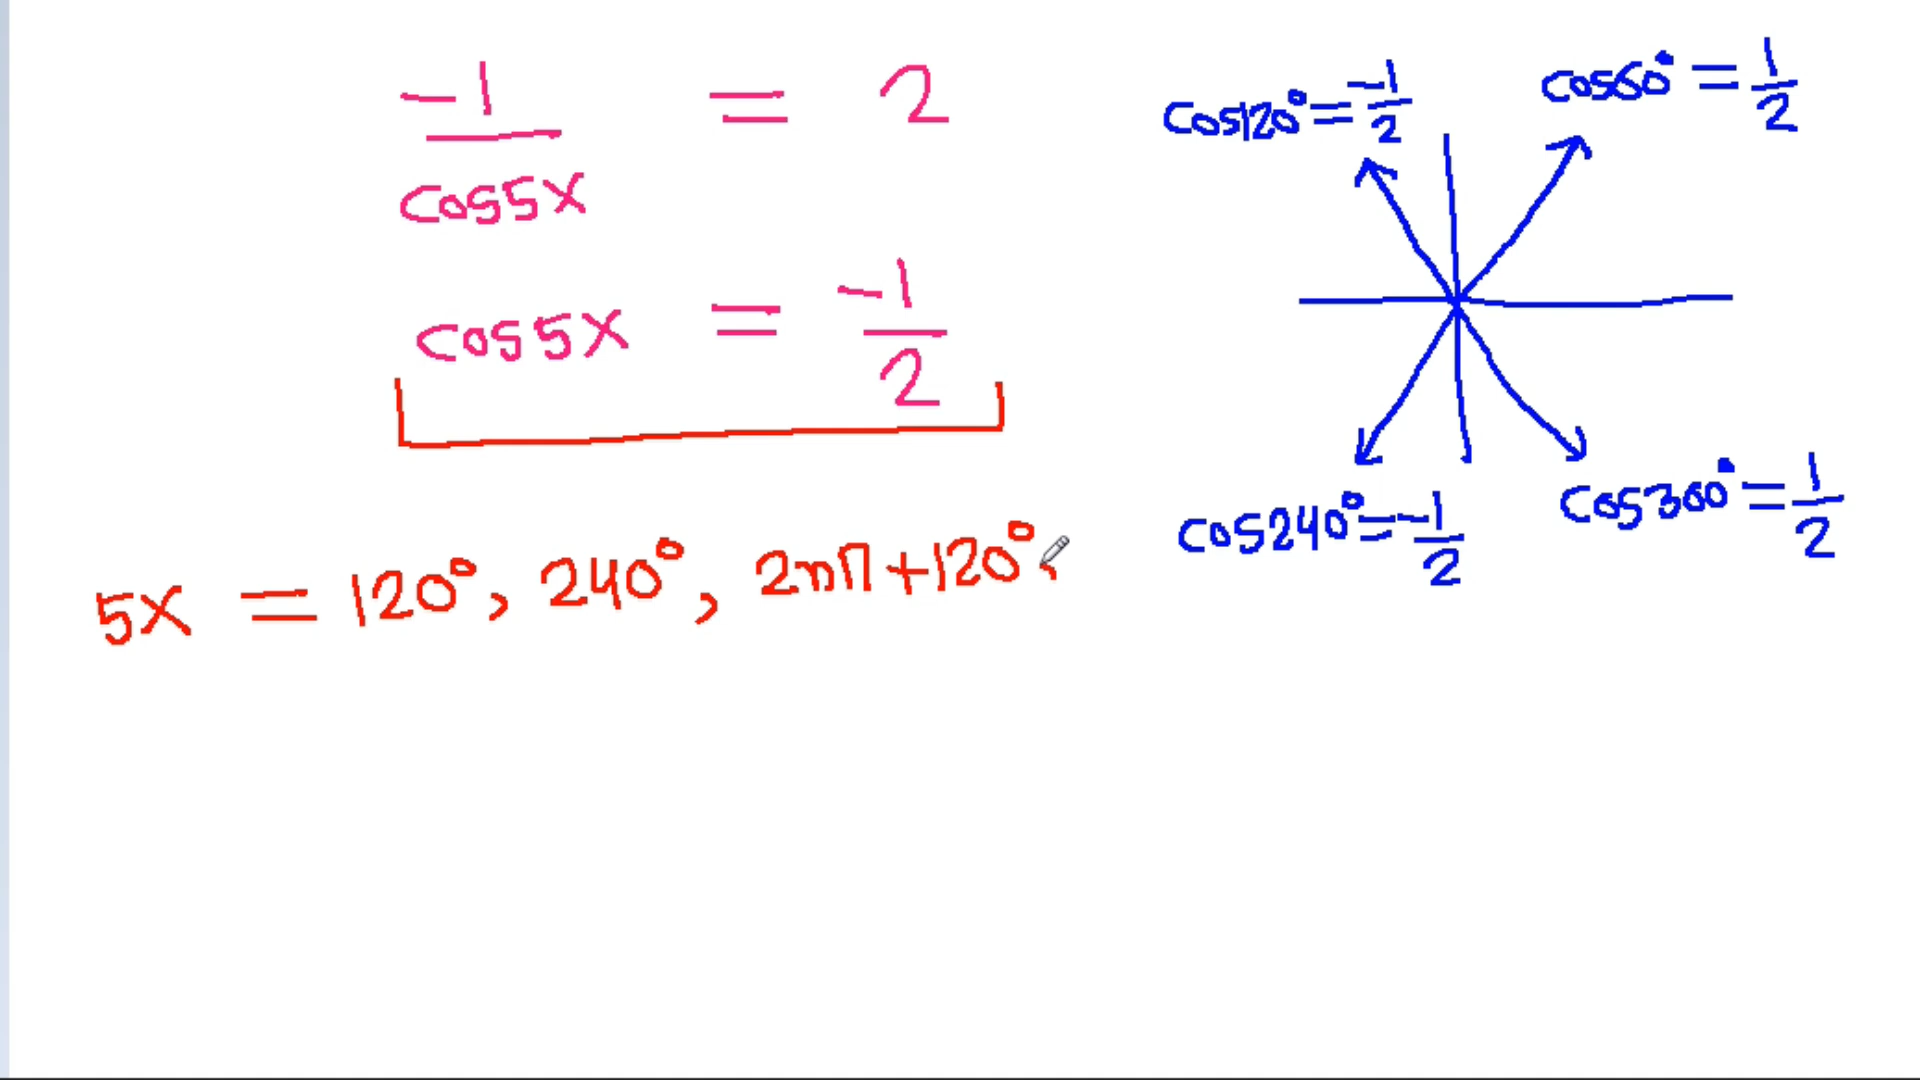 -1/cos5x = 2
cos5x = -1/2
5x = 120°, 240°, 2nπ+120°,
cos120° = -1/2
cos60° = 1/2
cos240° = -1/2
cos300° = 1/2